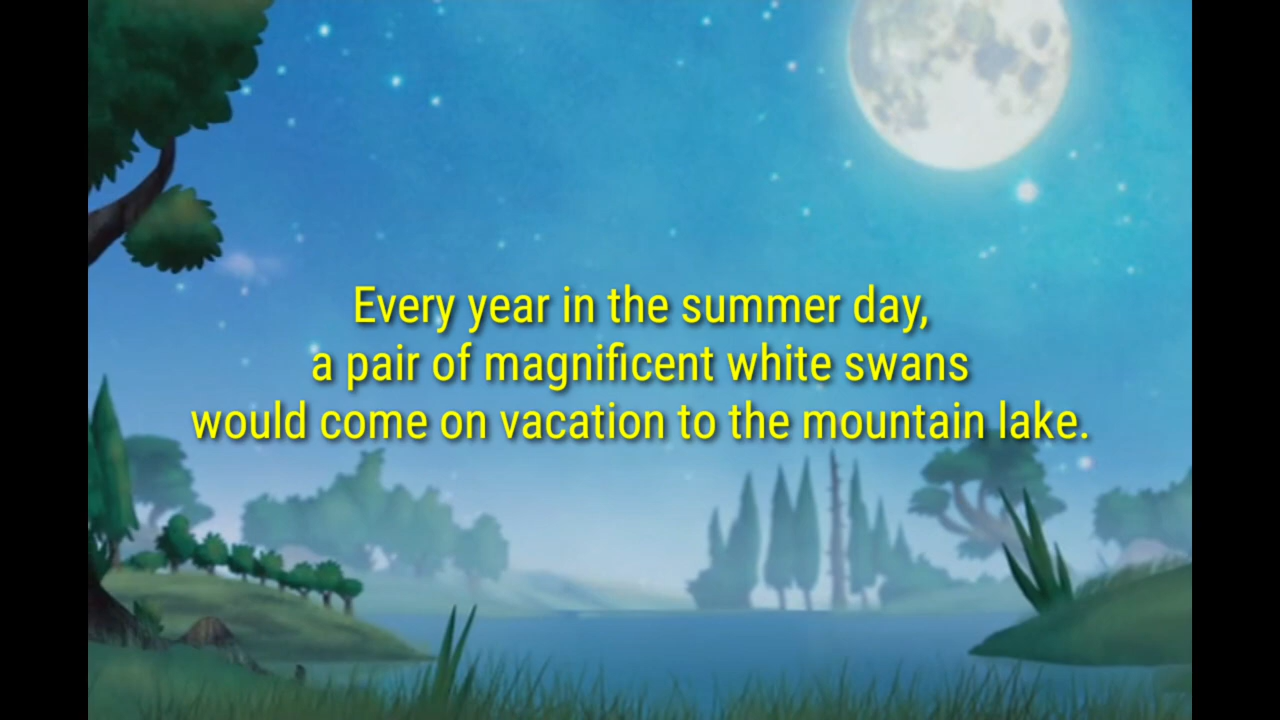 Every year in the summer day,
a pair of magnificent white swans
would come on vacation to the mountain lake.